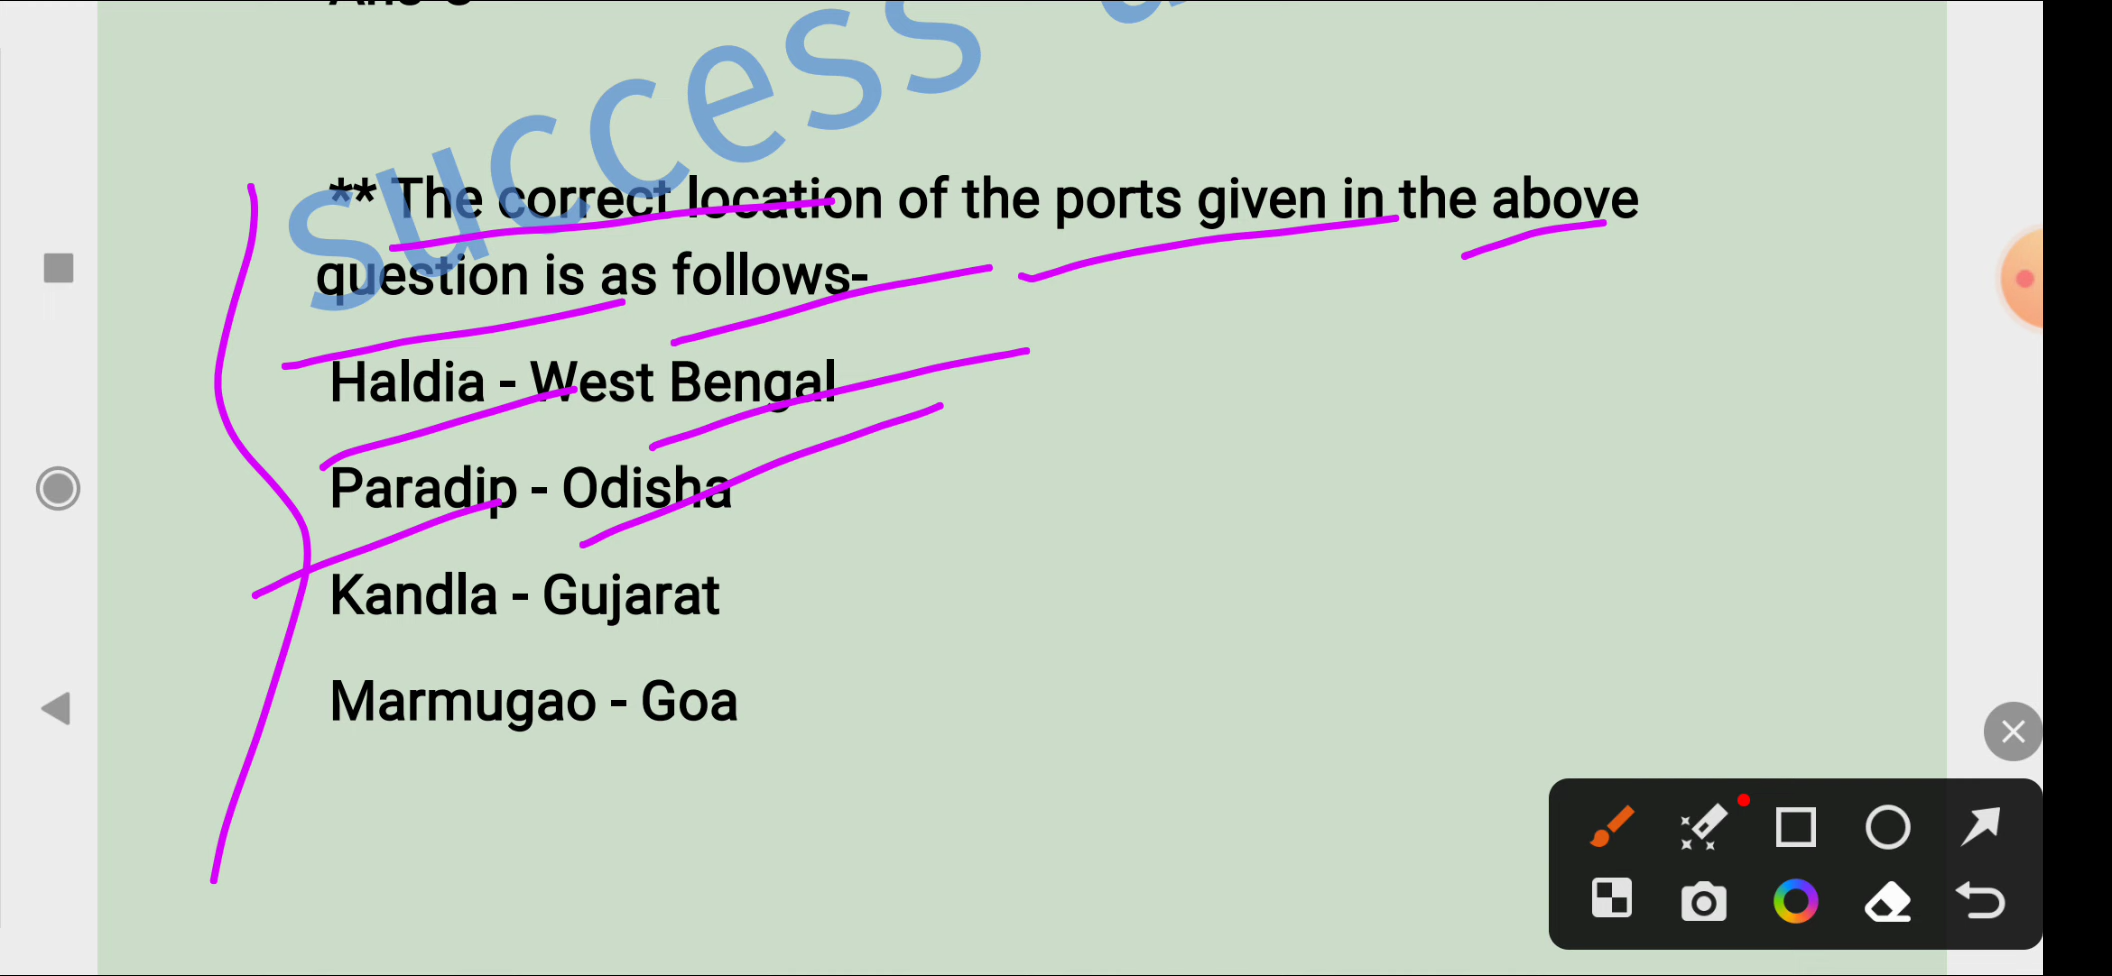 success
** The correct location of the ports given in the above
question is as follows-
Haldia - West Bengal
Paradip - Odisha
Kandla - Gujarat
Marmugao - Goa